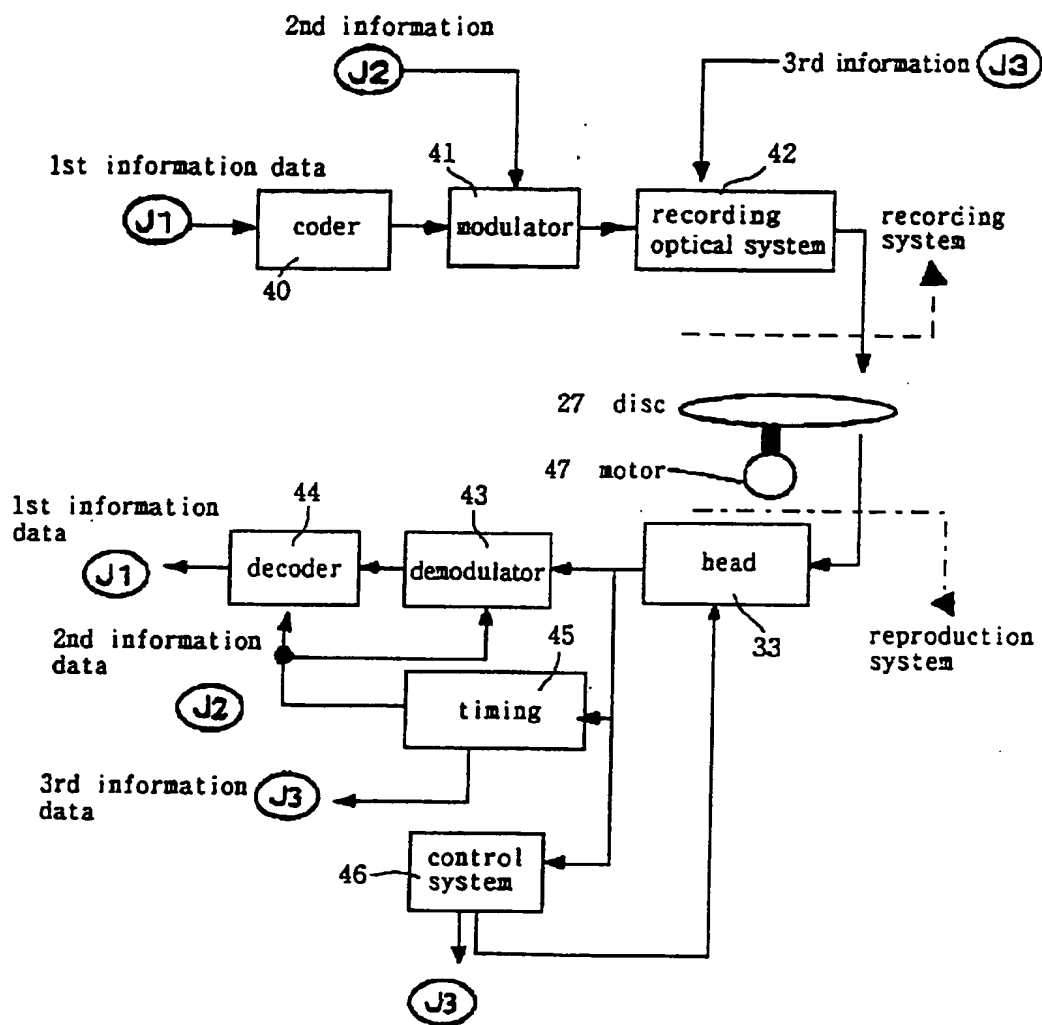 2nd information
J2
3rd information J3
1st information data
J1
41
42
coder
modulator
recording
optical system
recording
system
40
27 disc
47 motor
1st information
data
44
43
decoder
demodulator
head
J1
2nd information
data
45
33
reproduction
system
J2
timing
3rd information
data
J3
control
system
46
J3